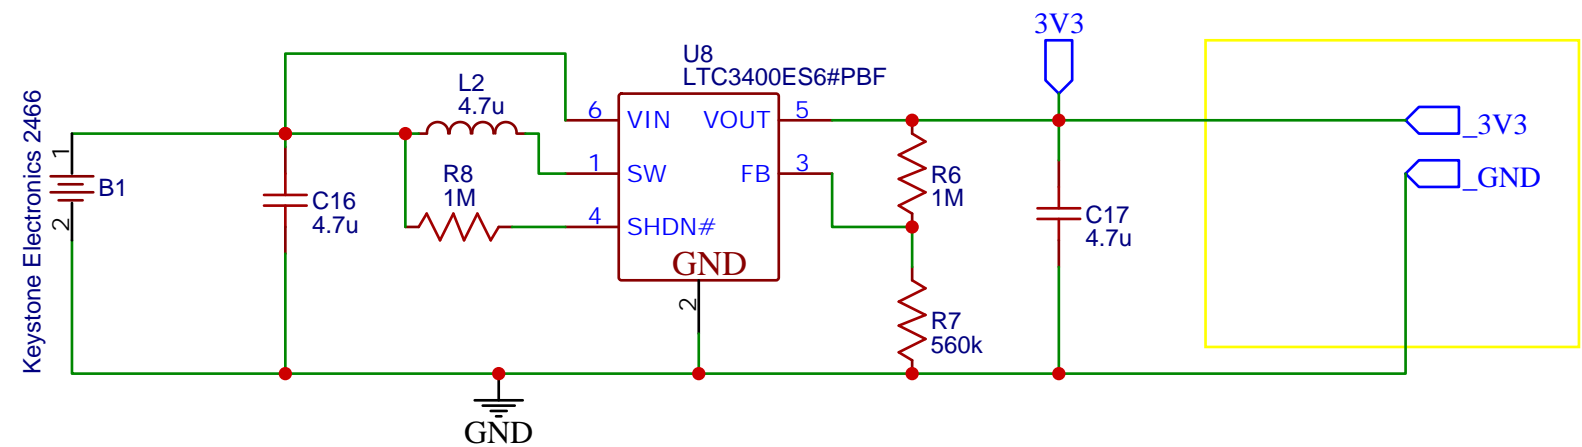 3V3
U8
LTC3400ES6#PBF
L2
4.7u
6
VIN
VOUT
5
_3V3
Keystone Electronics 2466
1
B1
2
C16
4.7u
R8
1M
1
SW
FB
3
R6
1M
_GND
4
SHDN#
C17
4.7u
GND
2
R7
560k
GND